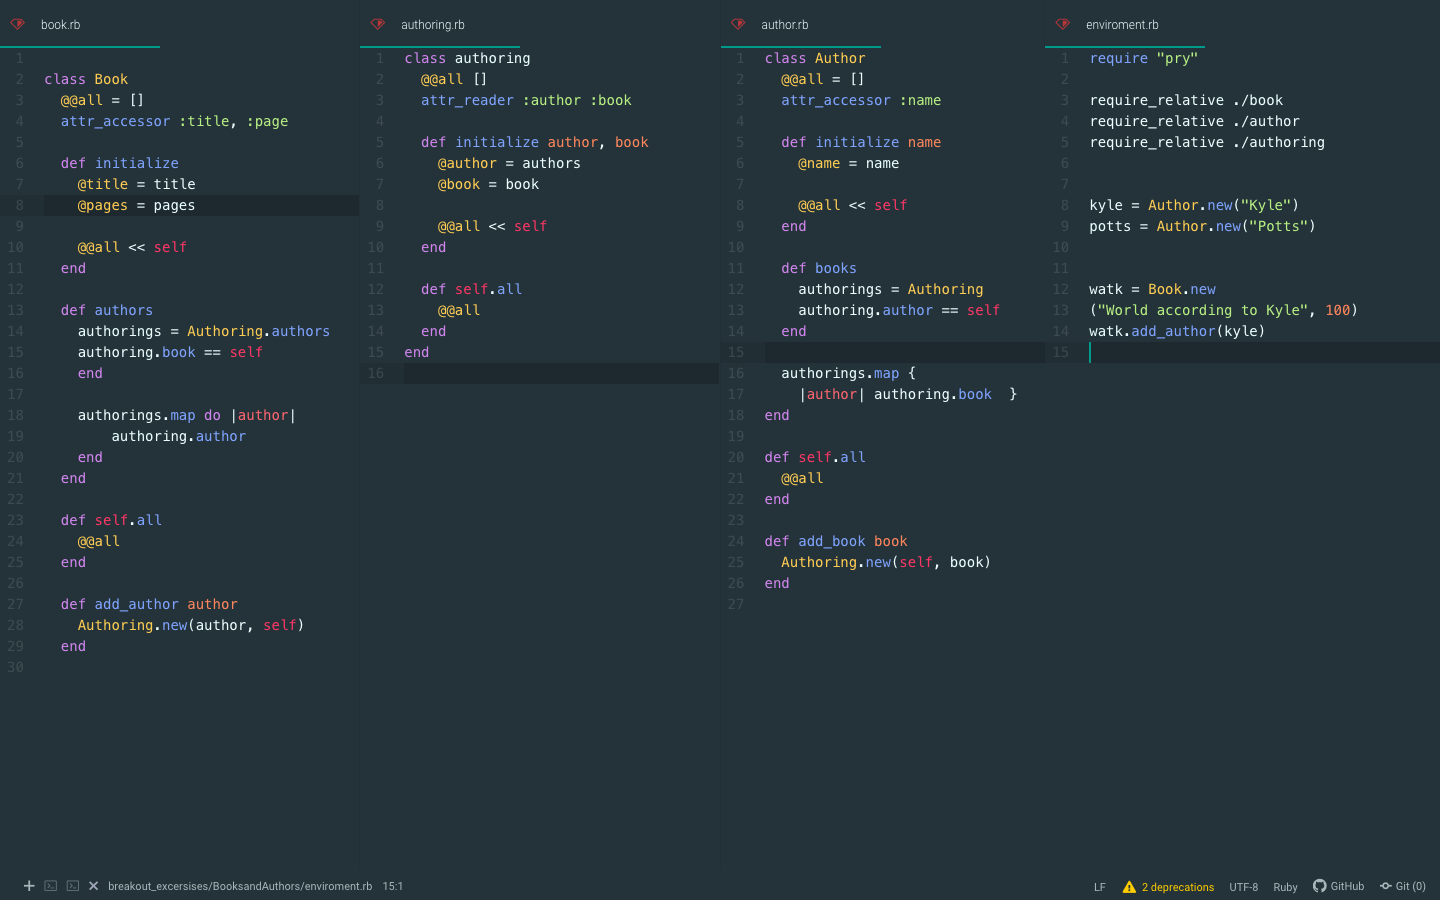 book.rb
1
2 class Book
3   @@all = []
4   attr_accessor :title, :page
5
6   def initialize
7     @title = title
8     @pages = pages
9
10     @@all << self
11   end
12
13   def authors
14     authorings = Authoring.authors
15     authoring.book == self
16     end
17
18     authorings.map do |author|
19         authoring.author
20     end
21   end
22
23   def self.all
24     @@all
25   end
26
27   def add_author author
28     Authoring.new(author, self)
29   end
30
authoring.rb
1 class authoring
2   @@all []
3   attr_reader :author :book
4
5   def initialize author, book
6     @author = authors
7     @book = book
8
9     @@all << self
10   end
11
12   def self.all
13     @@all
14   end
15 end
16
author.rb
1 class Author
2   @@all = []
3   attr_accessor :name
4
5   def initialize name
6     @name = name
7
8     @@all << self
9   end
10
11   def books
12     authorings = Authoring
13     authoring.author == self
14   end
15
16   authorings.map {
17     |author| authoring.book  }
18 end
19
20 def self.all
21   @@all
22 end
23
24 def add_book book
25   Authoring.new(self, book)
26 end
27
enviroment.rb
1 require "pry"
2
3 require_relative ./book
4 require_relative ./author
5 require_relative ./authoring
6
7
8 kyle = Author.new("Kyle")
9 potts = Author.new("Potts")
10
11
12 watk = Book.new
13 ("World according to Kyle", 100)
14 watk.add_author(kyle)
15
breakout_excersises/BooksandAuthors/enviroment.rb 15:1 LF 2 deprecations UTF-8 Ruby GitHub Git (0)